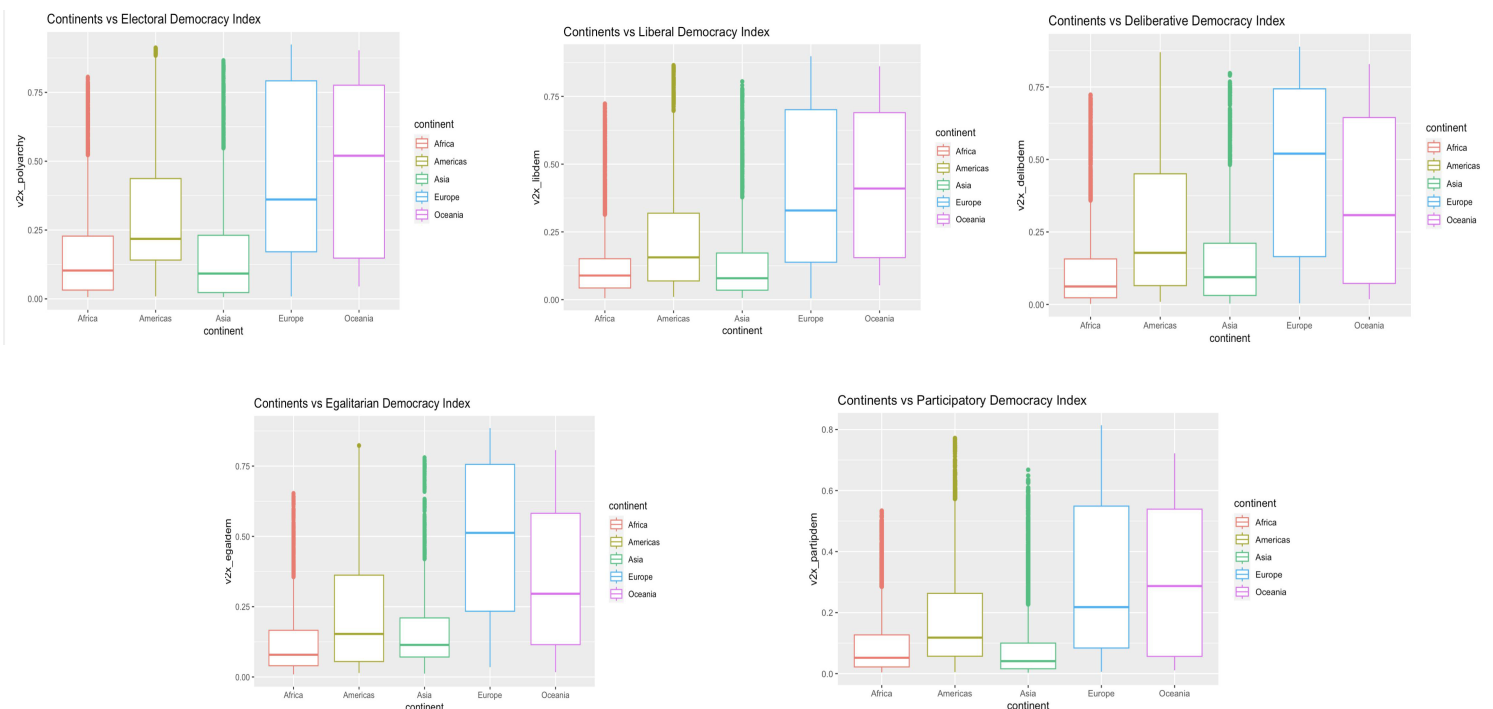 Continents vs Electoral Democracy Index
v2x_polyarchy
0.75
0.50
0.25
0.00
Africa
Americas
Asia
Europe
Oceania
continent
continent
Africa
Americas
Asia
Europe
Oceania
Continents vs Liberal Democracy Index
v2x_libdem
0.75
0.50
0.25
0.00
Africa
Americas
Asia
Europe
Oceania
continent
continent
Africa
Americas
Asia
Europe
Oceania
Continents vs Deliberative Democracy Index
v2x_delibdem
0.75
0.50
0.25
0.00
Africa
Americas
Asia
Europe
Oceania
continent
continent
Africa
Americas
Asia
Europe
Oceania
Continents vs Egalitarian Democracy Index
v2x_egaldem
0.75
0.50
0.25
0.00
Africa
Americas
Asia
Europe
Oceania
continent
continent
Africa
Americas
Asia
Europe
Oceania
Continents vs Participatory Democracy Index
v2x_partipdem
0.8
0.6
0.4
0.2
0.0
Africa
Americas
Asia
Europe
Oceania
continent
continent
Africa
Americas
Asia
Europe
Oceania